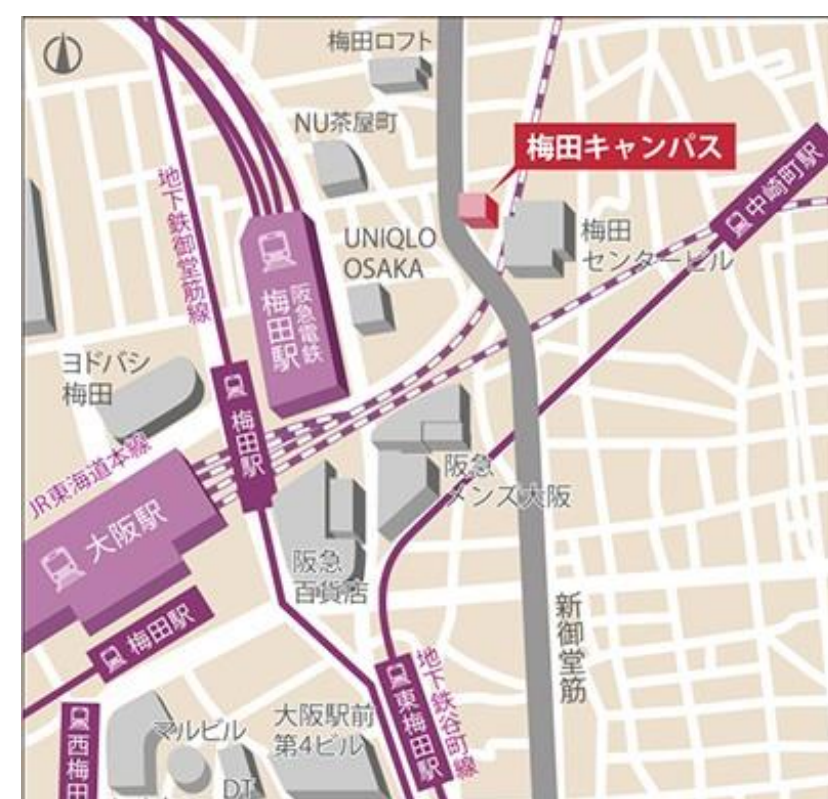 梅田ロフト
NU茶屋町
梅田キャンパス
中崎町駅
地下鉄御堂筋線
UNIQLO
OSAKA
梅田
センタービル
阪急電鉄
梅田駅
ヨドバシ
梅田
梅田駅
JR東海道本線
大阪駅
阪急
メンズ大阪
阪急
百貨店
梅田駅
新御堂筋
地下鉄谷町線
東梅田駅
大阪駅前
第4ビル
マルビル
西梅田
DT